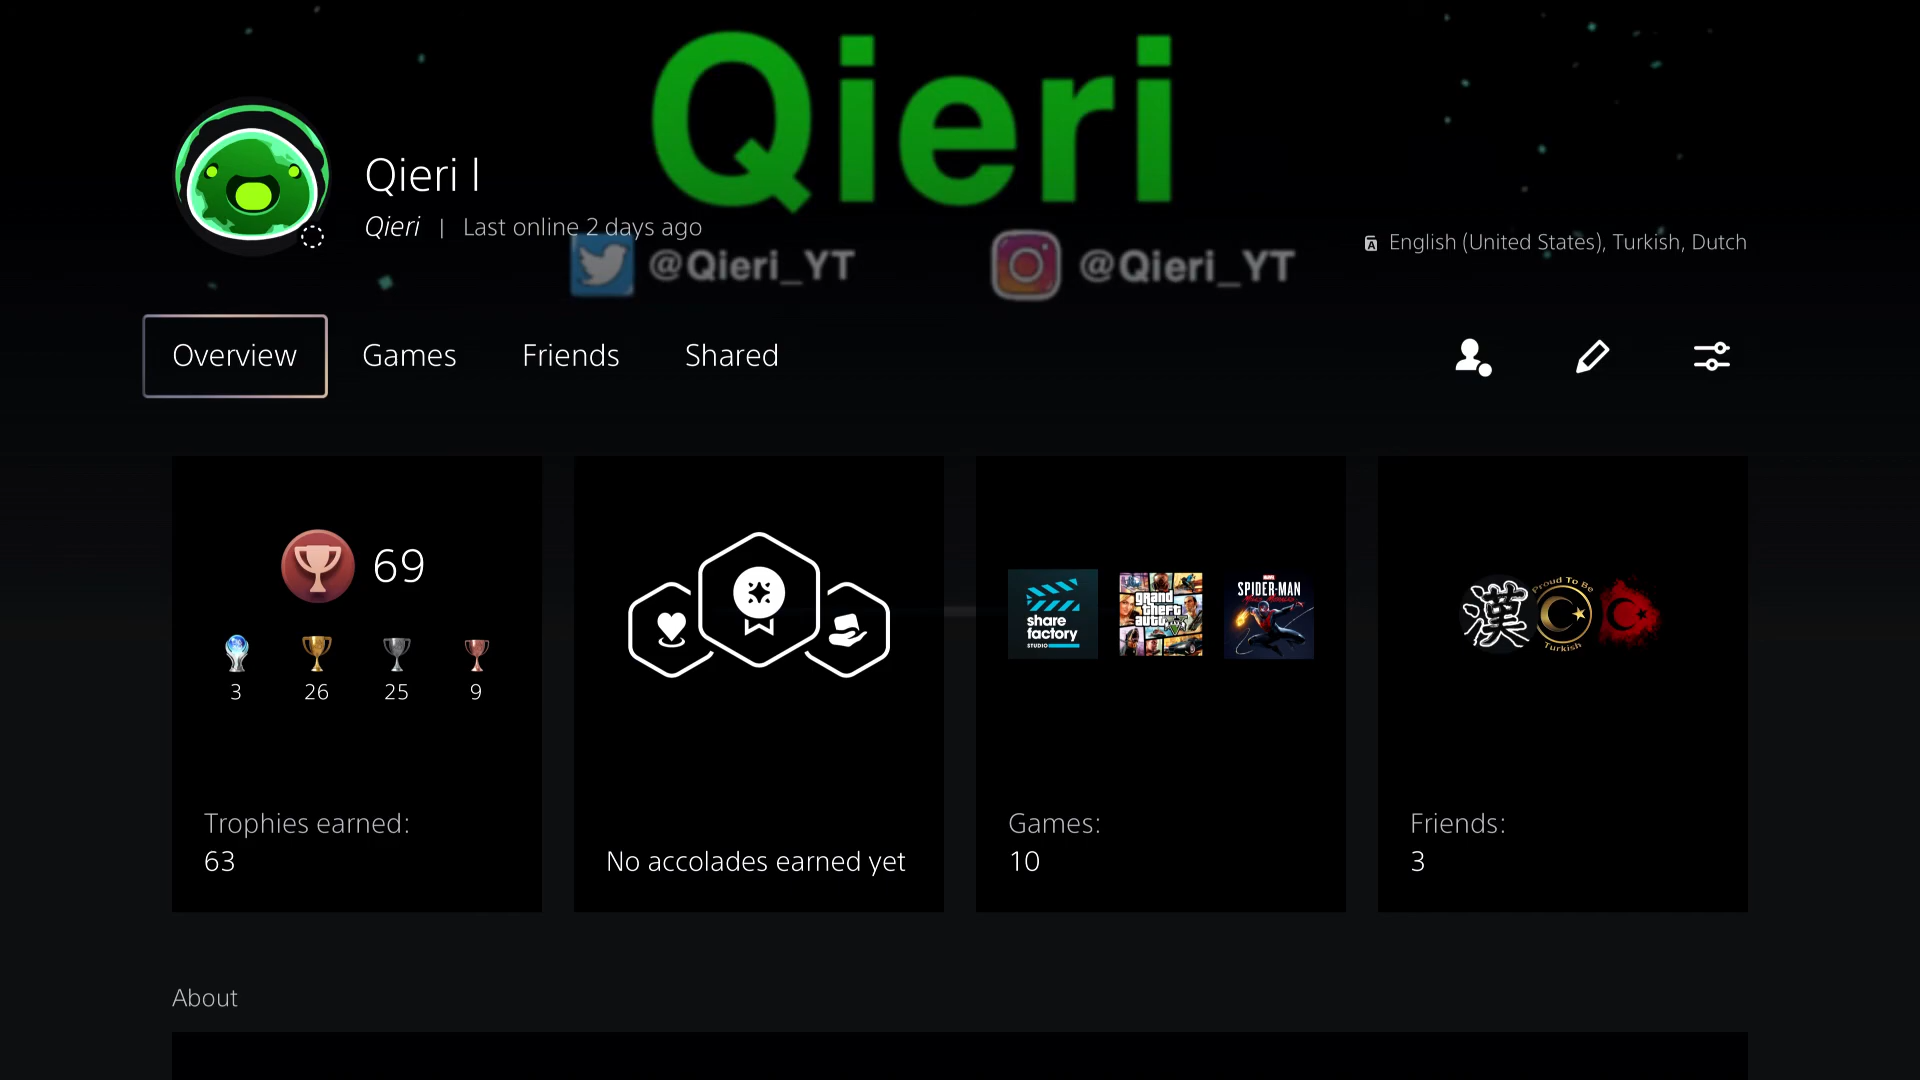 Qieri
Qieri l
Qieri | Last online 2 days ago
@Qieri_YT
@Qieri_YT
English (United States), Turkish, Dutch
Overview
Games
Friends
Shared
69
3
26
25
9
Trophies earned:
63
No accolades earned yet
share
factory
STUDIO
grand
theft
auto
V
MARVEL
SPIDER-MAN
Games:
10
漢
Proud To Be
Turkish
Friends:
3
About